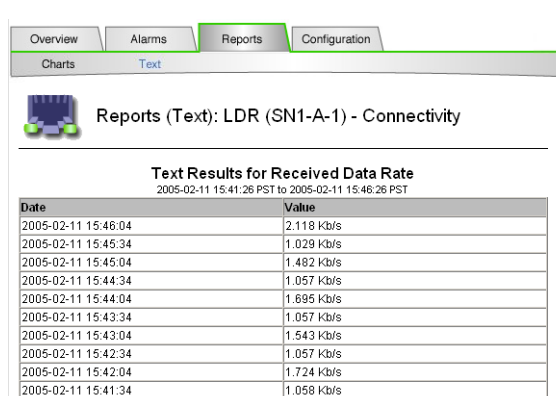 Overview Alarms Reports Configuration
Charts Text
Reports (Text): LDR (SN1-A-1) - Connectivity
Text Results for Received Data Rate
2005-02-11 15:41:26 PST to 2005-02-11 15:46:26 PST
Date Value
2005-02-11 15:46:04 2.118 Kb/s
2005-02-11 15:45:34 1.029 Kb/s
2005-02-11 15:45:04 1.482 Kb/s
2005-02-11 15:44:34 1.057 Kb/s
2005-02-11 15:44:04 1.695 Kb/s
2005-02-11 15:43:34 1.057 Kb/s
2005-02-11 15:43:04 1.543 Kb/s
2005-02-11 15:42:34 1.057 Kb/s
2005-02-11 15:42:04 1.724 Kb/s
2005-02-11 15:41:34 1.058 Kb/s